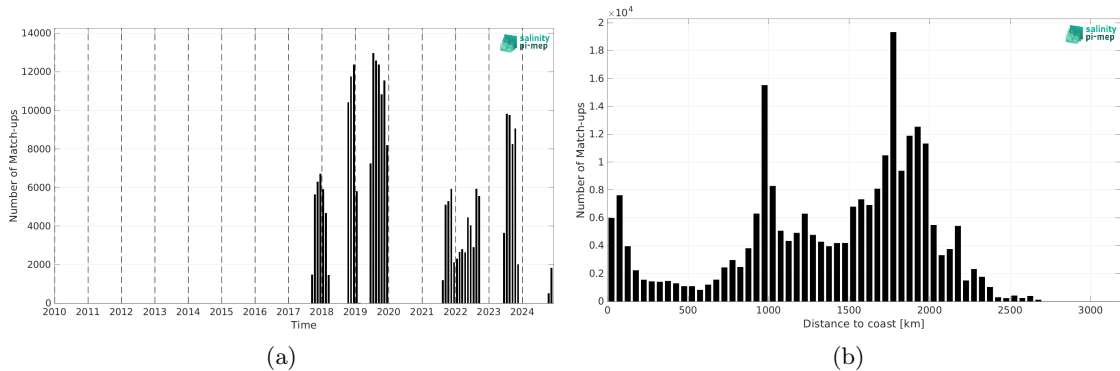 14000
12000
10000
8000
6000
4000
2000
0
Number of Match-ups
2010 2011 2012 2013 2014 2015 2016 2017 2018 2019 2020 2021 2022 2023 2024
Time
salinity
pi-mep
(a)
×10⁴
2
1.8
1.6
1.4
1.2
1
0.8
0.6
0.4
0.2
0
Number of Match-ups
0 500 1000 1500 2000 2500 3000
Distance to coast [km]
salinity
pi-mep
(b)